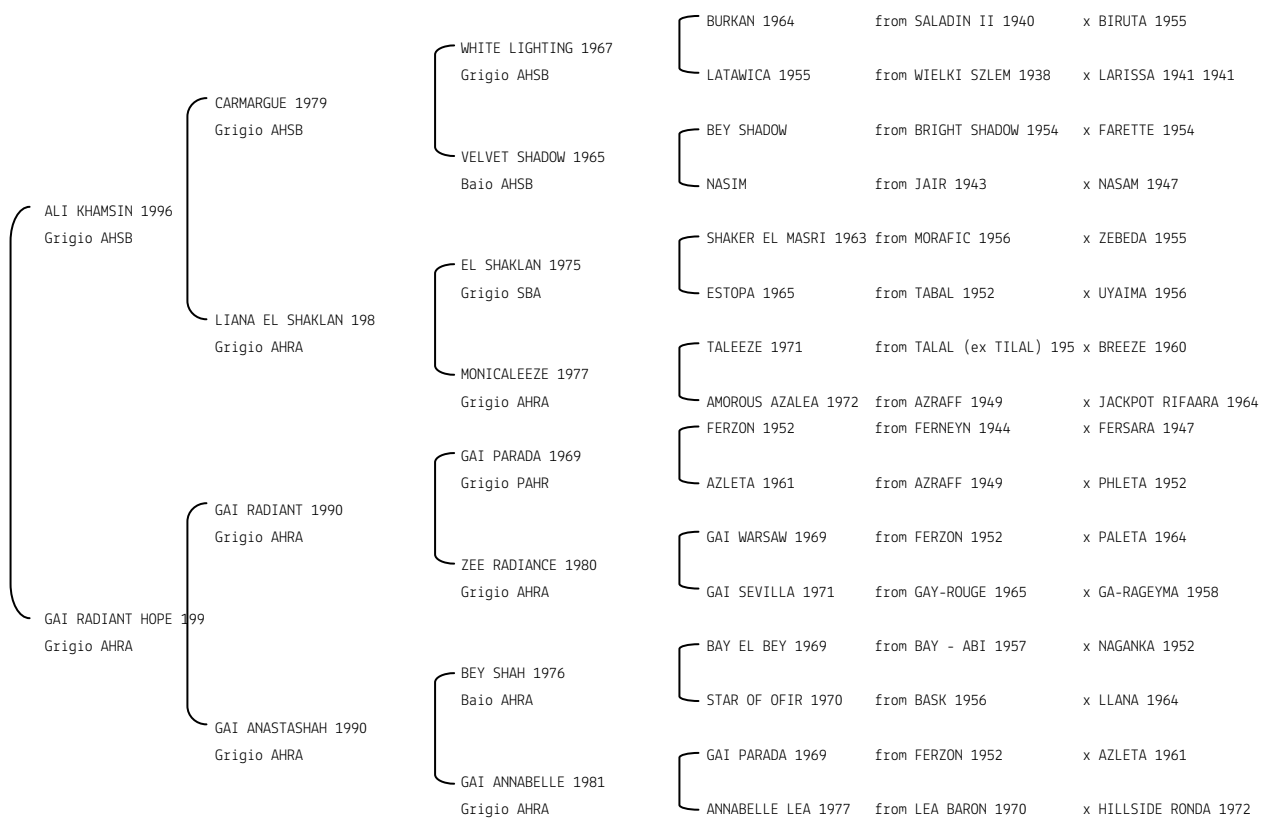 BURKAN 1964 from SALADIN II 1940 x BIRUTA 1955
WHITE LIGHTING 1967
Grigio AHSB
LATAWICA 1955 from WIELKI SZLEM 1938 x LARISSA 1941 1941
CARMARGUE 1979
Grigio AHSB
BEY SHADOW from BRIGHT SHADOW 1954 x FARETTE 1954
VELVET SHADOW 1965
Baio AHSB
NASIM from JAIR 1943 x NASAM 1947
ALI KHAMSIN 1996
Grigio AHSB
SHAKER EL MASRI 1963 from MORAFIC 1956 x ZEBEDA 1955
EL SHAKLAN 1975
Grigio SBA
ESTOPA 1965 from TABAL 1952 x UYAIMA 1956
LIANA EL SHAKLAN 198
Grigio AHRA
TALEEZE 1971 from TALAL (ex TILAL) 195 x BREEZE 1960
MONICALEEZE 1977
Grigio AHRA
AMOROUS AZALEA 1972 from AZRAFF 1949 x JACKPOT RIFAARA 1964
FERZON 1952 from FERNEYN 1944 x FERSARA 1947
GAI PARADA 1969
Grigio PAHR
AZLETA 1961 from AZRAFF 1949 x PHLETA 1952
GAI RADIANT 1990
Grigio AHRA
GAI WARSAW 1969 from FERZON 1952 x PALETA 1964
ZEE RADIANCE 1980
Grigio AHRA
GAI SEVILLA 1971 from GAY-ROUGE 1965 x GA-RAGEYMA 1958
GAI RADIANT HOPE 199
Grigio AHRA
BAY EL BEY 1969 from BAY - ABI 1957 x NAGANKA 1952
BEY SHAH 1976
Baio AHRA
STAR OF OFIR 1970 from BASK 1956 x LLANA 1964
GAI ANASTASHAH 1990
Grigio AHRA
GAI PARADA 1969 from FERZON 1952 x AZLETA 1961
GAI ANNABELLE 1981
Grigio AHRA
ANNABELLE LEA 1977 from LEA BARON 1970 x HILLSIDE RONDA 1972